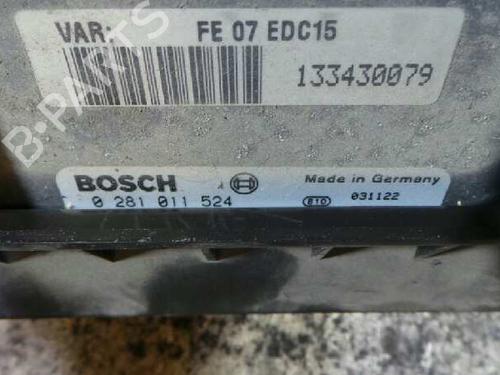 VAR: FE 07 EDC15
133430079
B-PARTS
BOSCH Made in Germany
0 281 011 524 031122